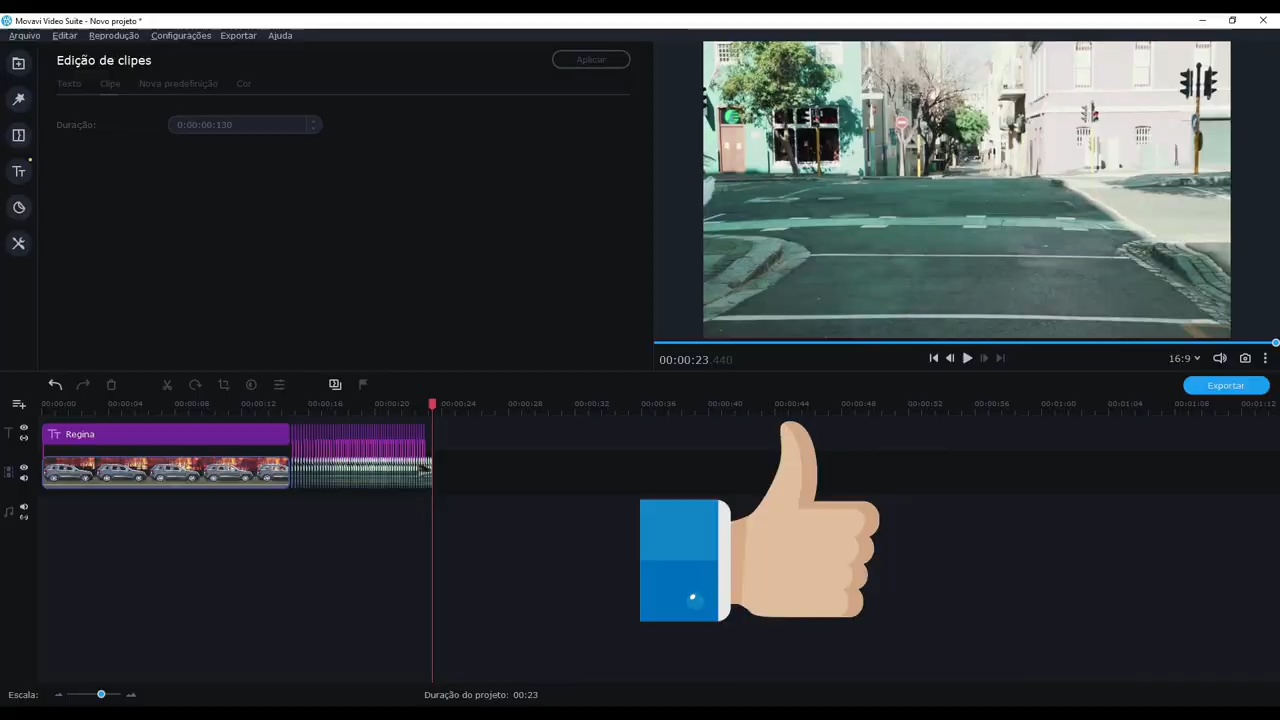 Movavi Video Suite - Novo projeto *
Arquivo Editar Reprodução Configurações Exportar Ajuda
Edição de clipes
Aplicar
Texto Clipe Nova predefinição Cor
Duração: 0:00:00:130
00:00:23.440
16:9
Exportar
00:00:00 00:00:04 00:00:08 00:00:12 00:00:16 00:00:20 00:00:24 00:00:28 00:00:32 00:00:36 00:00:40 00:00:44 00:00:48 00:00:52 00:00:56 00:01:00 00:01:04 00:01:08 00:01:12
Regina
Escala:
Duração do projeto: 00:23